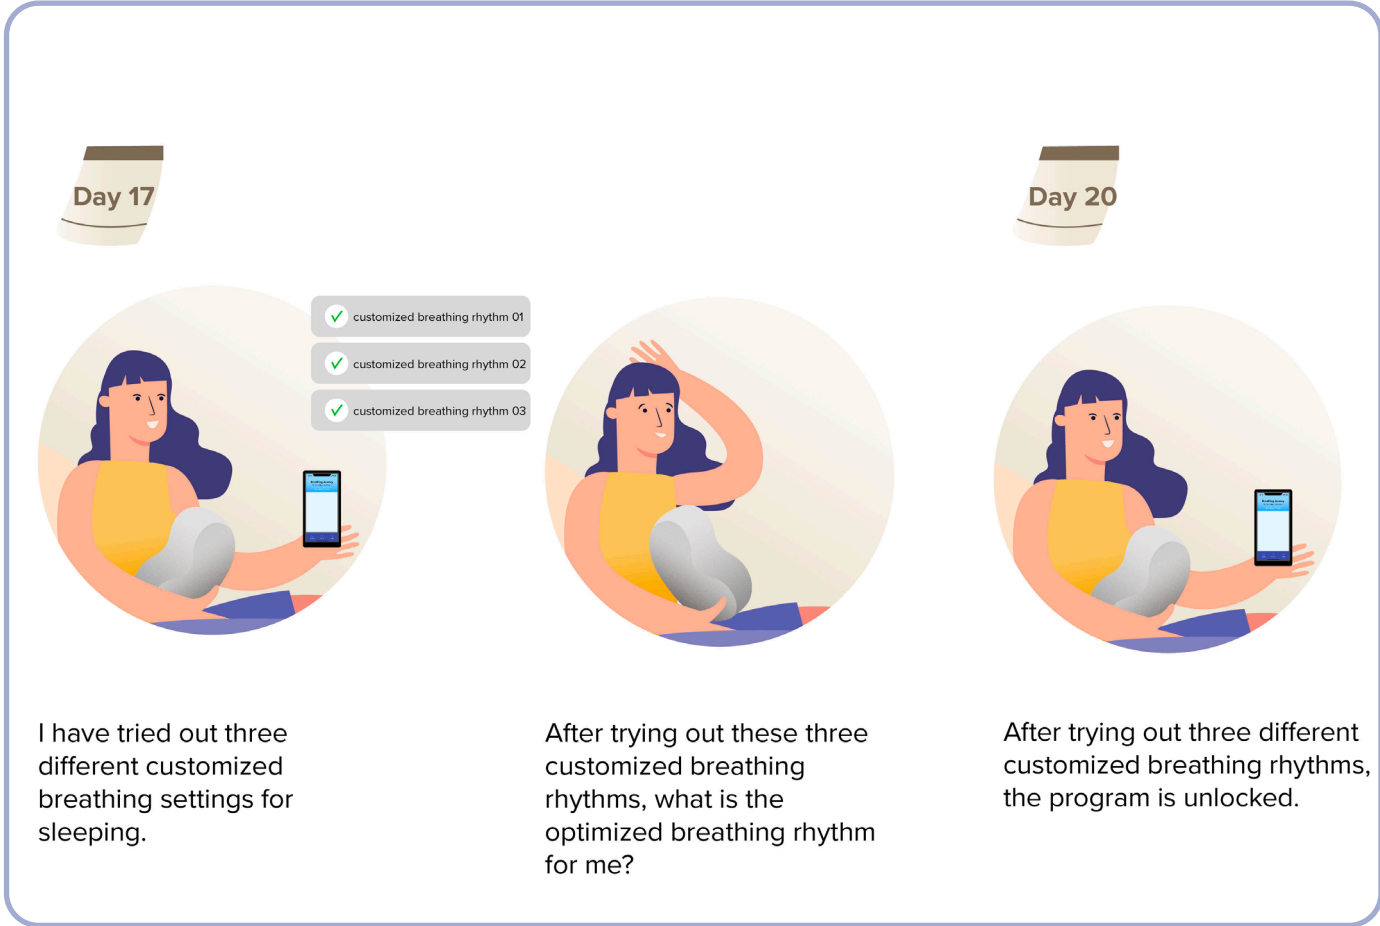 Day 17
Day 20
customized breathing rhythm 01
customized breathing rhythm 02
customized breathing rhythm 03
I have tried out three
different customized
breathing settings for
sleeping.
After trying out these three
customized breathing
rhythms, what is the
optimized breathing rhythm
for me?
After trying out three different
customized breathing rhythms,
the program is unlocked.